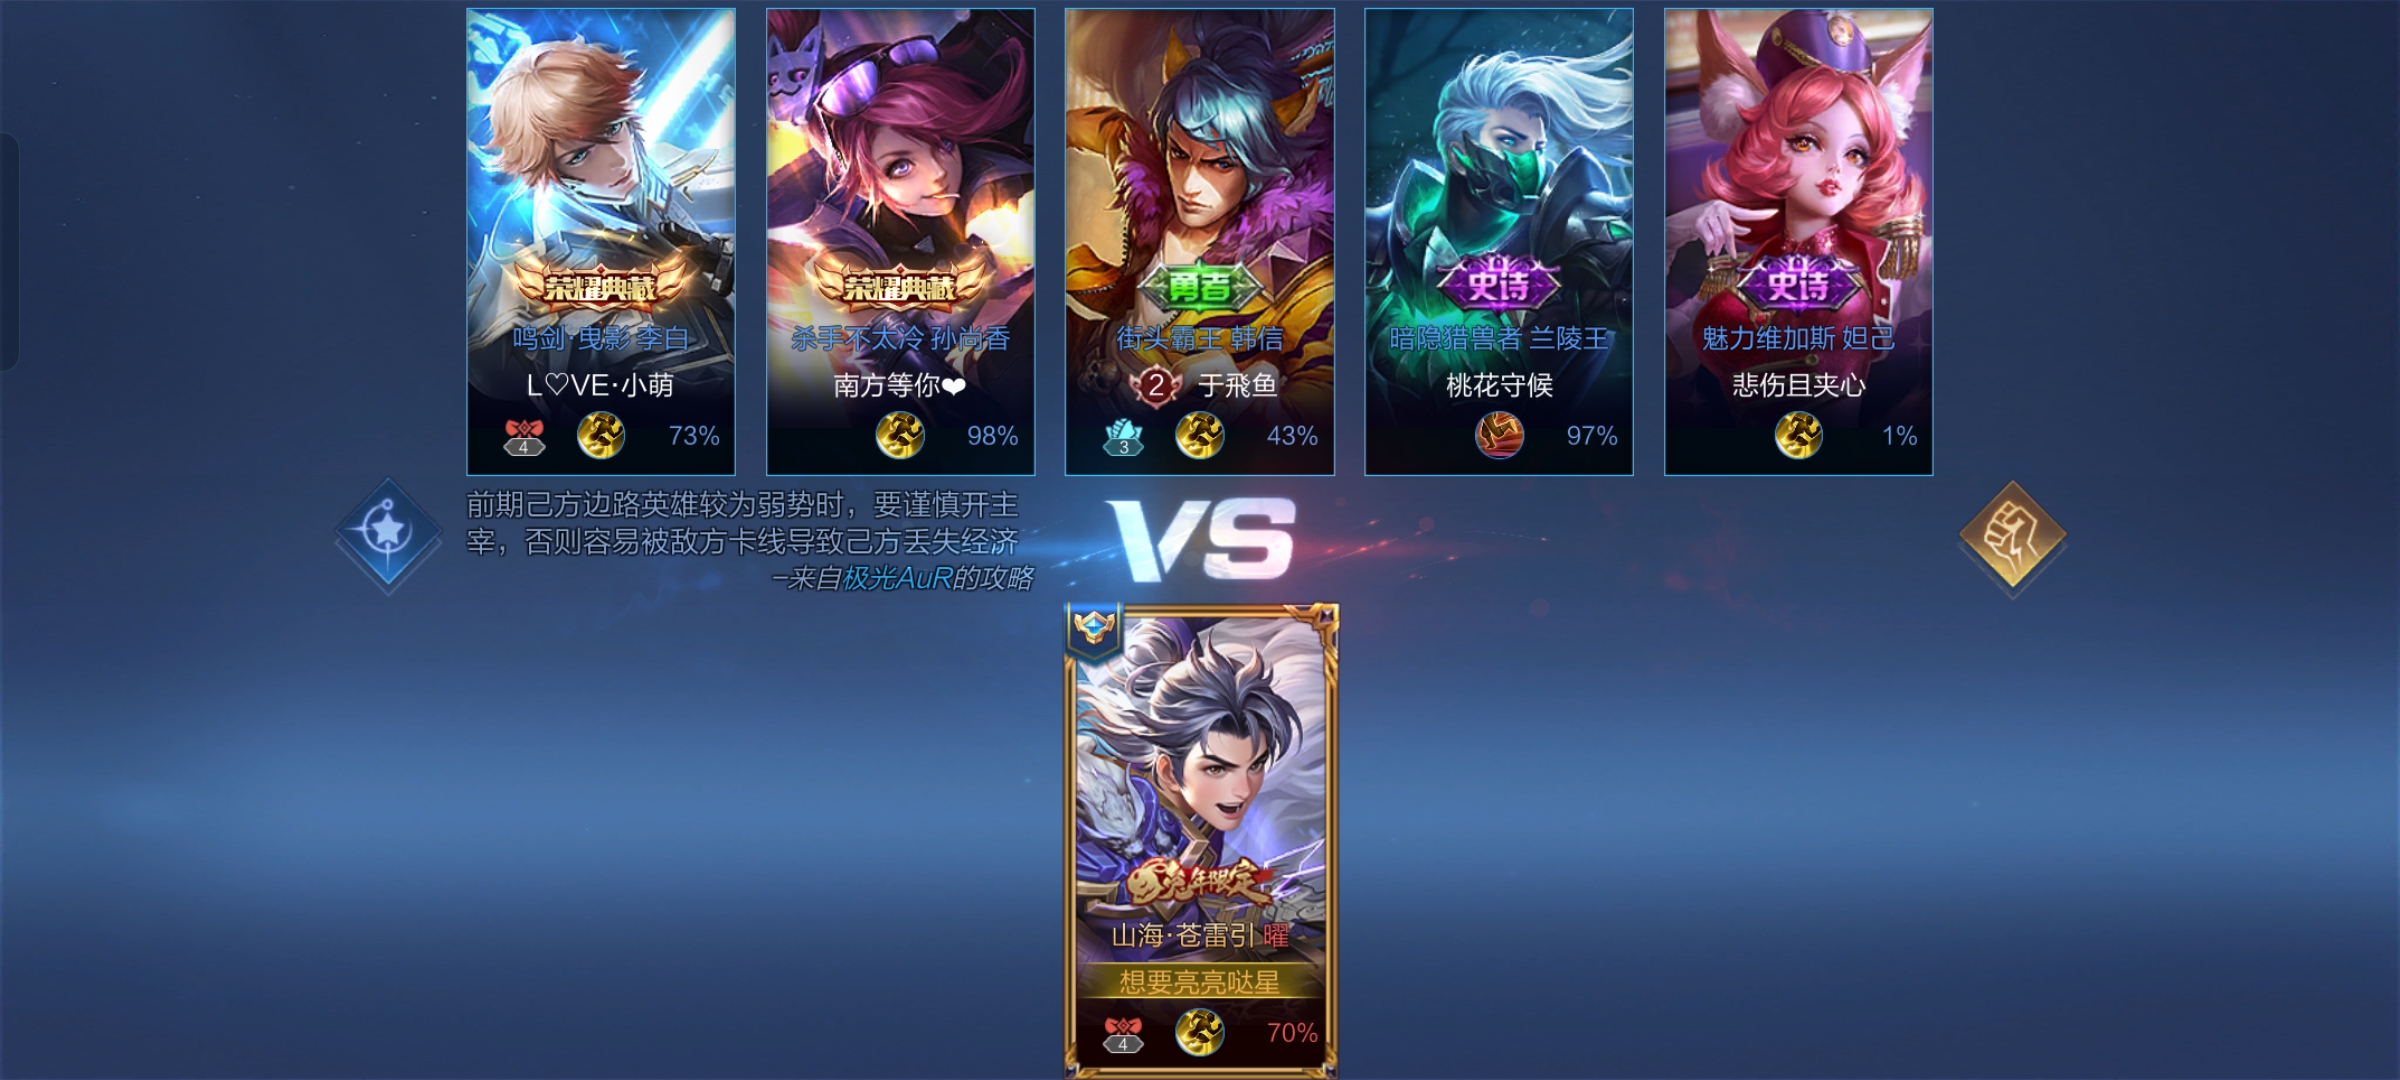 荣耀典藏
鸣剑·曳影 李白
L♡VE·小萌
4
73%
荣耀典藏
杀手不太冷 孙尚香
南方等你❤
98%
勇者
街头霸王 韩信
2 于飛鱼
3
43%
史诗
暗隐猎兽者 兰陵王
桃花守候
97%
史诗
魅力维加斯 妲己
悲伤且夹心
1%
前期己方边路英雄较为弱势时，要谨慎开主
宰，否则容易被敌方卡线导致己方丢失经济
–来自极光AuR的攻略
VS
兔年限定
山海·苍雷引 曜
想要亮亮哒星
4
70%